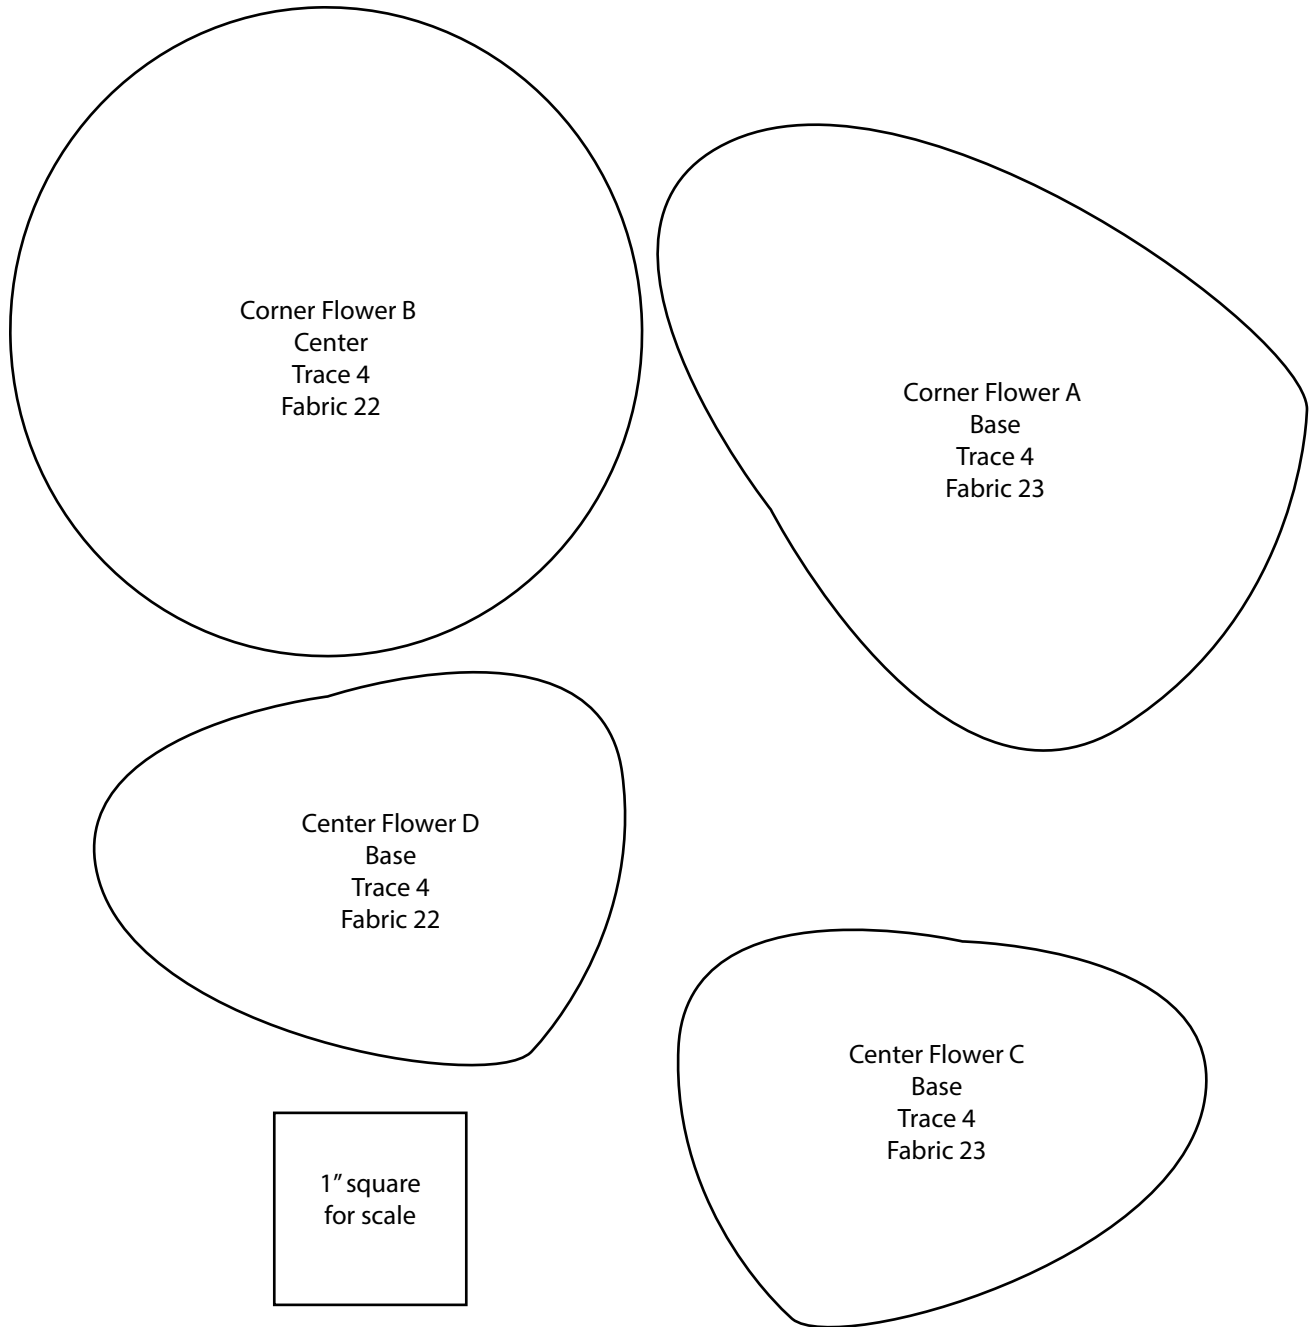 Corner Flower B
Center
Trace 4
Fabric 22
Corner Flower A
Base
Trace 4
Fabric 23
Center Flower D
Base
Trace 4
Fabric 22
Center Flower C
Base
Trace 4
Fabric 23
1” square
for scale